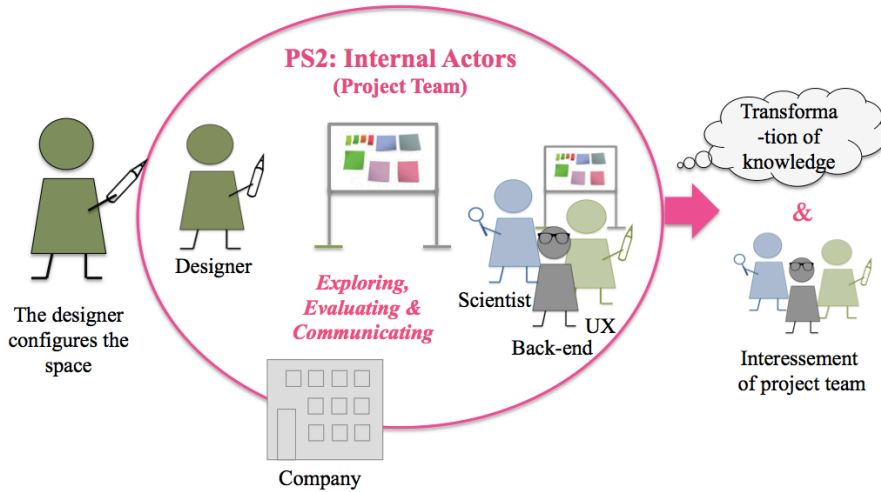 PS2: Internal Actors
(Project Team)
Designer
The designer
configures the
space
Exploring,
Evaluating &
Communicating
Scientist
UX
Back-end
Company
Transforma
-tion of
knowledge
&
Interessement
of project team